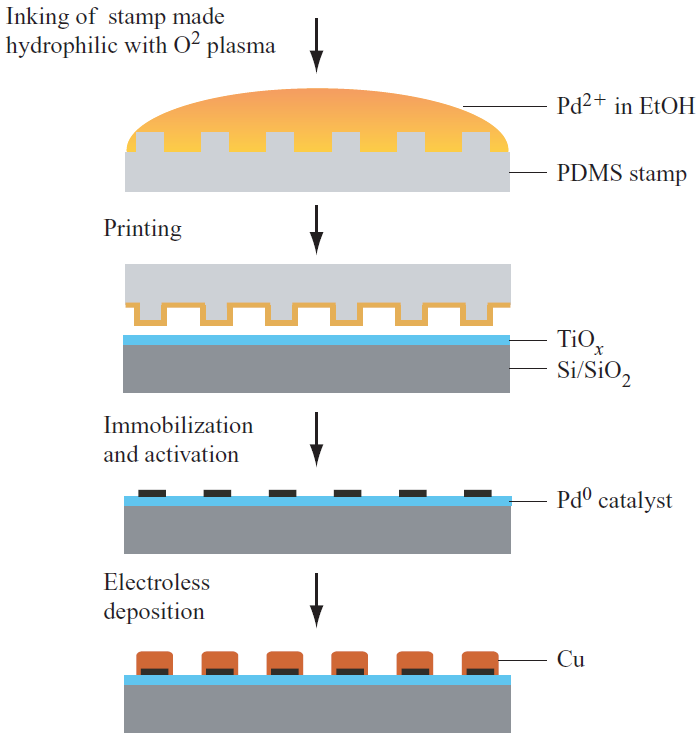 Inking of stamp made
hydrophilic with O² plasma
Pd²⁺ in EtOH
PDMS stamp
Printing
TiOₓ
Si/SiO₂
Immobilization
and activation
Pd⁰ catalyst
Electroless
deposition
Cu